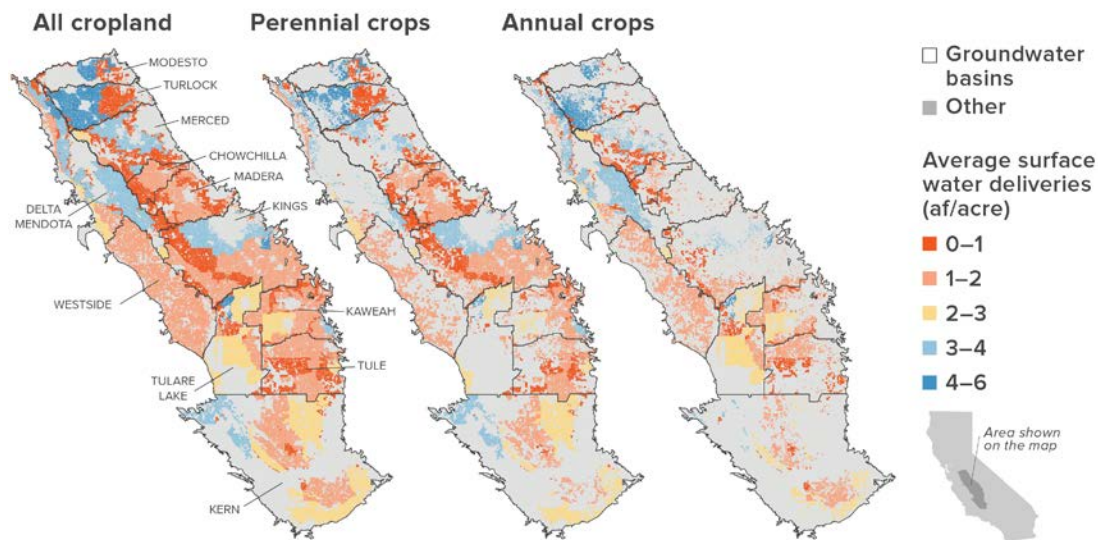 All cropland
Perennial crops
Annual crops
MODESTO
TURLOCK
MERCED
CHOWCHILLA
MADERA
KINGS
DELTA
MENDOTA
WESTSIDE
KAWEAH
TULE
TULARE
LAKE
KERN
Groundwater
basins
Other
Average surface
water deliveries
(af/acre)
0–1
1–2
2–3
3–4
4–6
Area shown
on the map